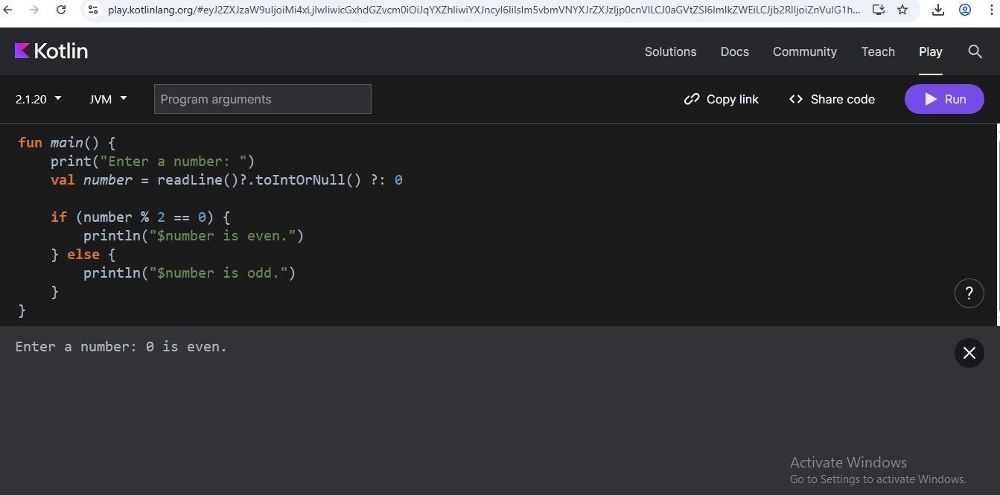 play.kotlinlang.org/
Kotlin
Solutions Docs Community Teach Play
2.1.20 JVM Program arguments Copy link <> Share code Run
fun main() {
    print("Enter a number: ")
    val number = readLine()?.toIntOrNull() ?: 0
    if (number % 2 == 0) {
        println("$number is even.")
    } else {
        println("$number is odd.")
    }
}
?
Enter a number: 0 is even.
Activate Windows
Go to Settings to activate Windows.